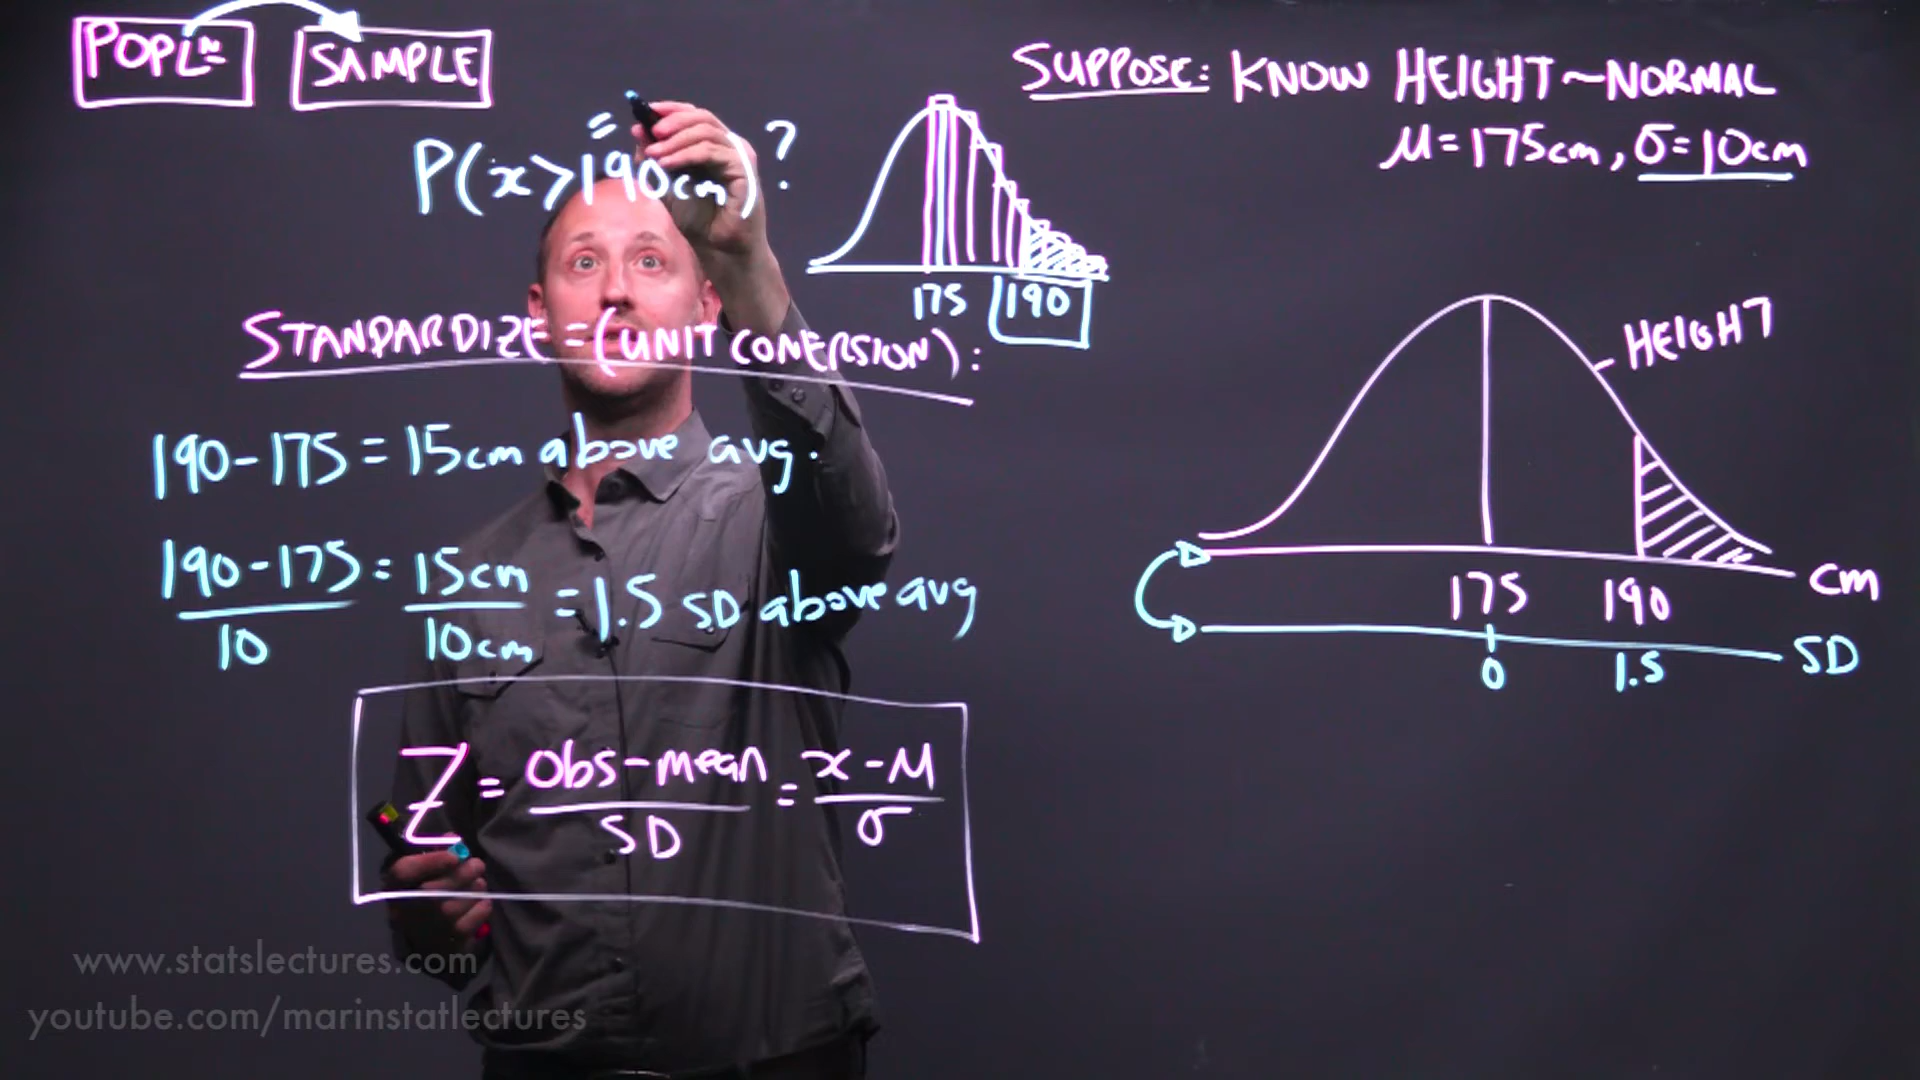 POPLᴺ
SAMPLE
SUPPOSE: KNOW HEIGHT ~ NORMAL
μ = 175cm, σ = 10cm
=
P(x > 190cm)?
175 190
STANDARDIZE = (UNIT CONERSION):
HEIGHT
190 - 175 = 15cm above avg.
190 - 175 / 10 = 15cm / 10cm = 1.5 SD above avg
175 190 cm
0 1.5 SD
Z = Obs - mean / SD = x - μ / σ
www.statslectures.com
youtube.com/marinstatlectures